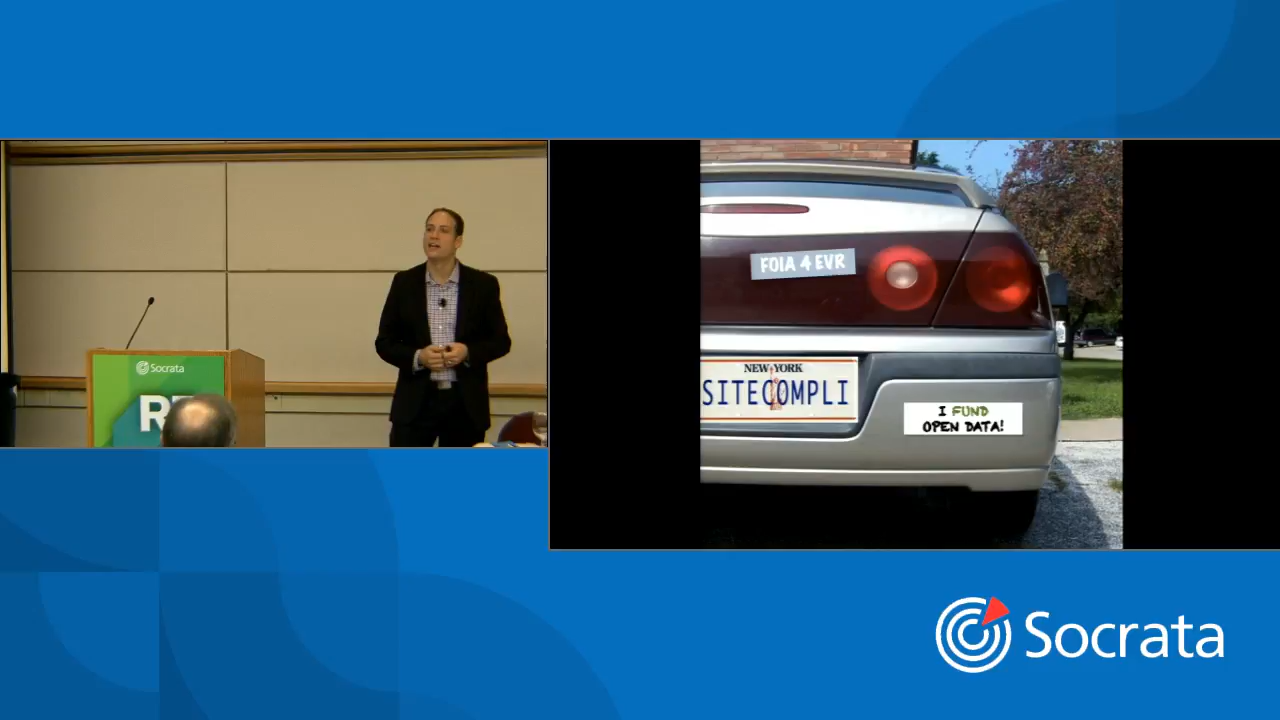 Socrata
R
FOIA 4 EVR
NEW YORK
SITECOMPLI
I FUND
OPEN DATA!
Socrata